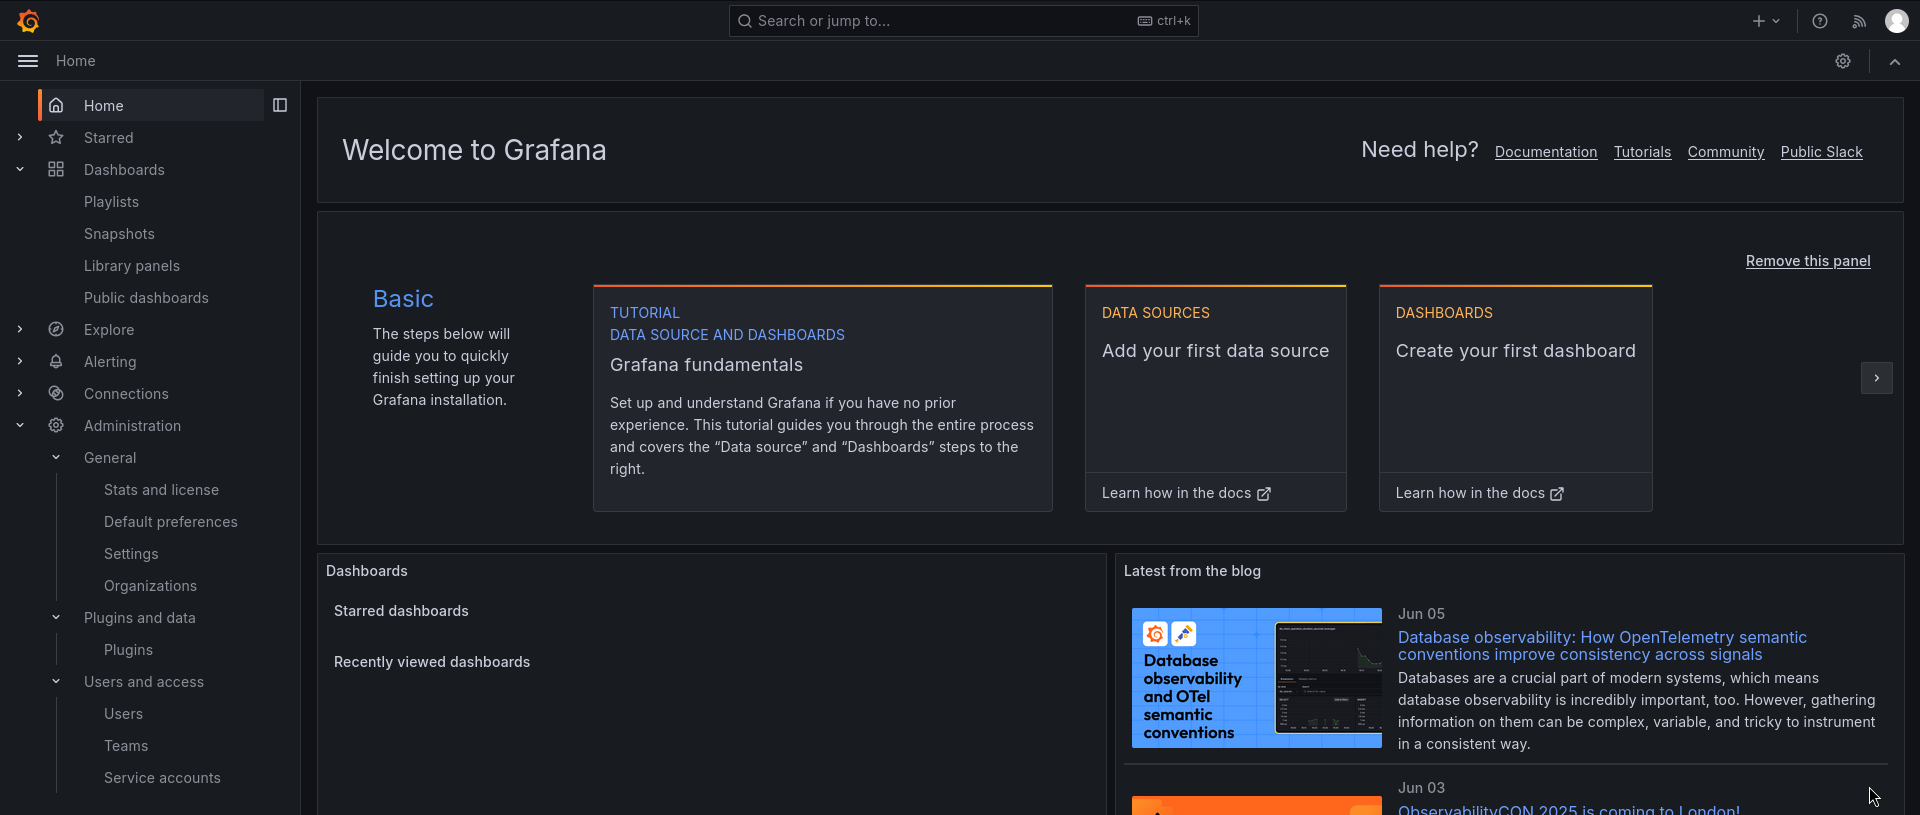 Search or jump to...
ctrl+k
Home
Home
Starred
Dashboards
Playlists
Snapshots
Library panels
Public dashboards
Explore
Alerting
Connections
Administration
General
Stats and license
Default preferences
Settings
Organizations
Plugins and data
Plugins
Users and access
Users
Teams
Service accounts
Welcome to Grafana
Need help?
Documentation
Tutorials
Community
Public Slack
Remove this panel
Basic
The steps below will
guide you to quickly
finish setting up your
Grafana installation.
TUTORIAL
DATA SOURCE AND DASHBOARDS
Grafana fundamentals
Set up and understand Grafana if you have no prior
experience. This tutorial guides you through the entire process
and covers the “Data source” and “Dashboards” steps to the
right.
DATA SOURCES
Add your first data source
Learn how in the docs
DASHBOARDS
Create your first dashboard
Learn how in the docs
Dashboards
Starred dashboards
Recently viewed dashboards
Latest from the blog
Database
observability
and OTel
semantic
conventions
Jun 05
Database observability: How OpenTelemetry semantic
conventions improve consistency across signals
Databases are a crucial part of modern systems, which means
database observability is incredibly important, too. However, gathering
information on them can be complex, variable, and tricky to instrument
in a consistent way.
Jun 03
ObservabilityCON 2025 is coming to London!